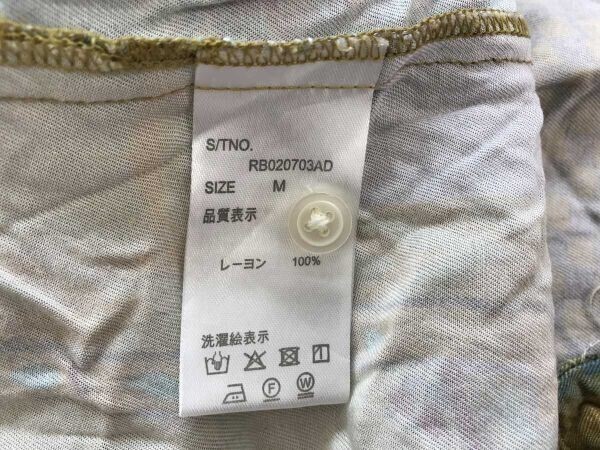 S/TNO.
RB020703AD
SIZE M
品質表示
レーヨン 100%
洗濯絵表示
F W